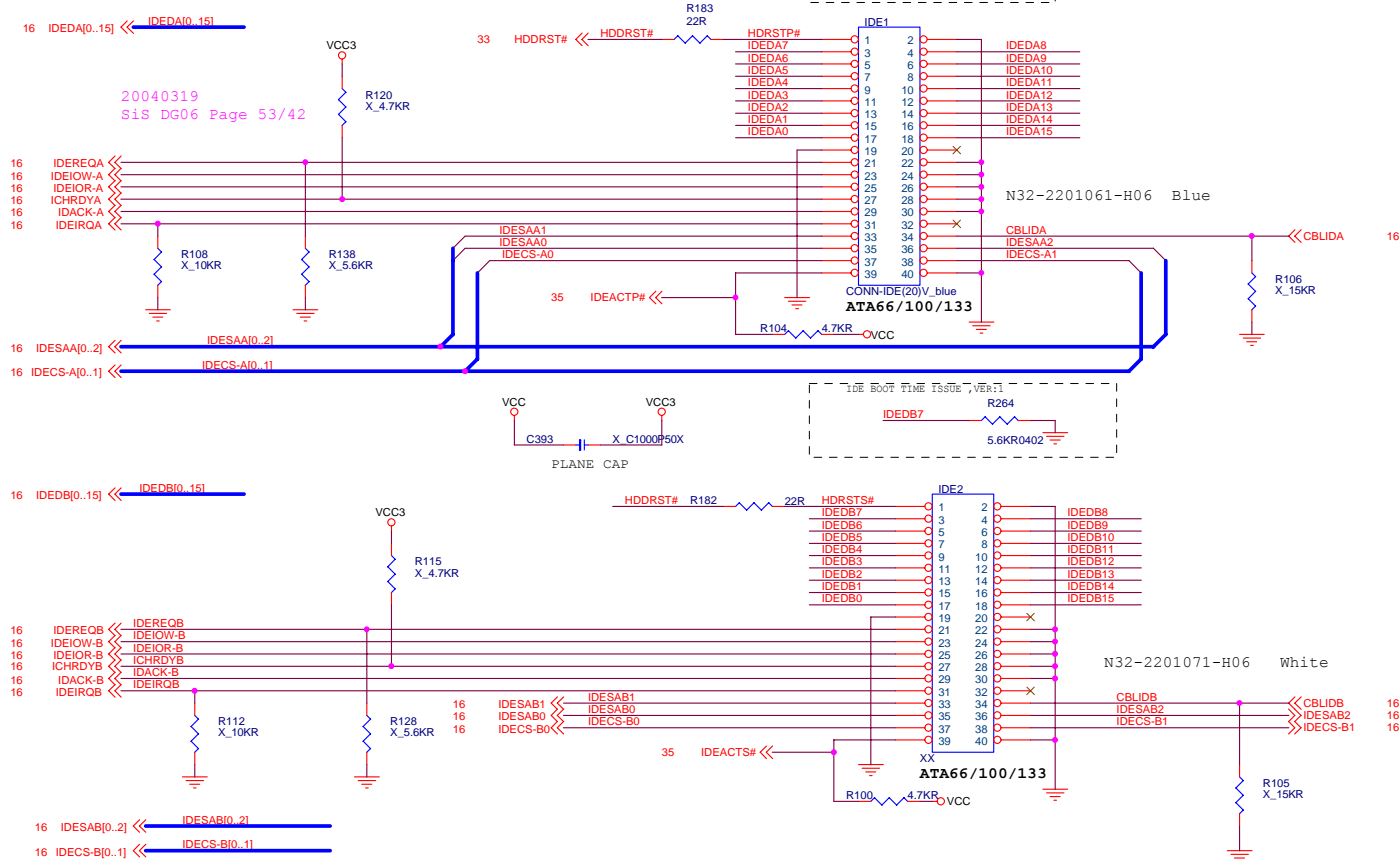 16 IDEDA[0..15] IDEDA[0..15]
R183
22R
33 HDDRST# HDDRST# HDRSTP#
IDE1
VCC3
20040319
SiS DG06 Page 53/42
R120
X_4.7KR
1 2
IDEDA7 3 4 IDEDA8
IDEDA6 5 6 IDEDA9
IDEDA5 7 8 IDEDA10
IDEDA4 9 10 IDEDA11
IDEDA3 11 12 IDEDA12
IDEDA2 13 14 IDEDA13
IDEDA1 15 16 IDEDA14
IDEDA0 17 18 IDEDA15
19 20
16 IDEREQA 21 22
16 IDEIOW-A 23 24
16 IDEIOR-A 25 26
16 ICHRDYA 27 28
16 IDACK-A 29 30
16 IDEIRQA 31 32
N32-2201061-H06 Blue
IDESAA1 33 34 CBLIDA CBLIDA 16
IDESAA0 35 36 IDESAA2
IDECS-A0 37 38 IDECS-A1
39 40
R108
X_10KR
R138
X_5.6KR
R106
X_15KR
35 IDEACTP#
CONN-IDE(20)V_blue
ATA66/100/133
R104 4.7KR VCC
16 IDESAA[0..2] IDESAA[0..2]
16 IDECS-A[0..1] IDECS-A[0..1]
IDE BOOT TIME ISSUE ,VER:1
IDEDB7 R264
5.6KR0402
VCC VCC3
C393 X_C1000P50X
PLANE CAP
16 IDEDB[0..15] IDEDB[0..15]
HDDRST# R182 22R HDRSTS#
IDE2
VCC3
R115
X_4.7KR
1 2
IDEDB7 3 4 IDEDB8
IDEDB6 5 6 IDEDB9
IDEDB5 7 8 IDEDB10
IDEDB4 9 10 IDEDB11
IDEDB3 11 12 IDEDB12
IDEDB2 13 14 IDEDB13
IDEDB1 15 16 IDEDB14
IDEDB0 17 18 IDEDB15
19 20
16 IDEREQB IDEREQB 21 22
16 IDEIOW-B IDEIOW-B 23 24
16 IDEIOR-B IDEIOR-B 25 26
16 ICHRDYB ICHRDYB 27 28
16 IDACK-B IDACK-B 29 30
16 IDEIRQB IDEIRQB 31 32
N32-2201071-H06 White
16 IDESAB1 IDESAB1 33 34 CBLIDB CBLIDB 16
16 IDESAB0 IDESAB0 35 36 IDESAB2 IDESAB2 16
16 IDECS-B0 IDECS-B0 37 38 IDECS-B1 IDECS-B1 16
39 40
R112
X_10KR
R128
X_5.6KR
35 IDEACTS#
XX
ATA66/100/133
R100 4.7KR VCC
R105
X_15KR
16 IDESAB[0..2] IDESAB[0..2]
16 IDECS-B[0..1] IDECS-B[0..1]